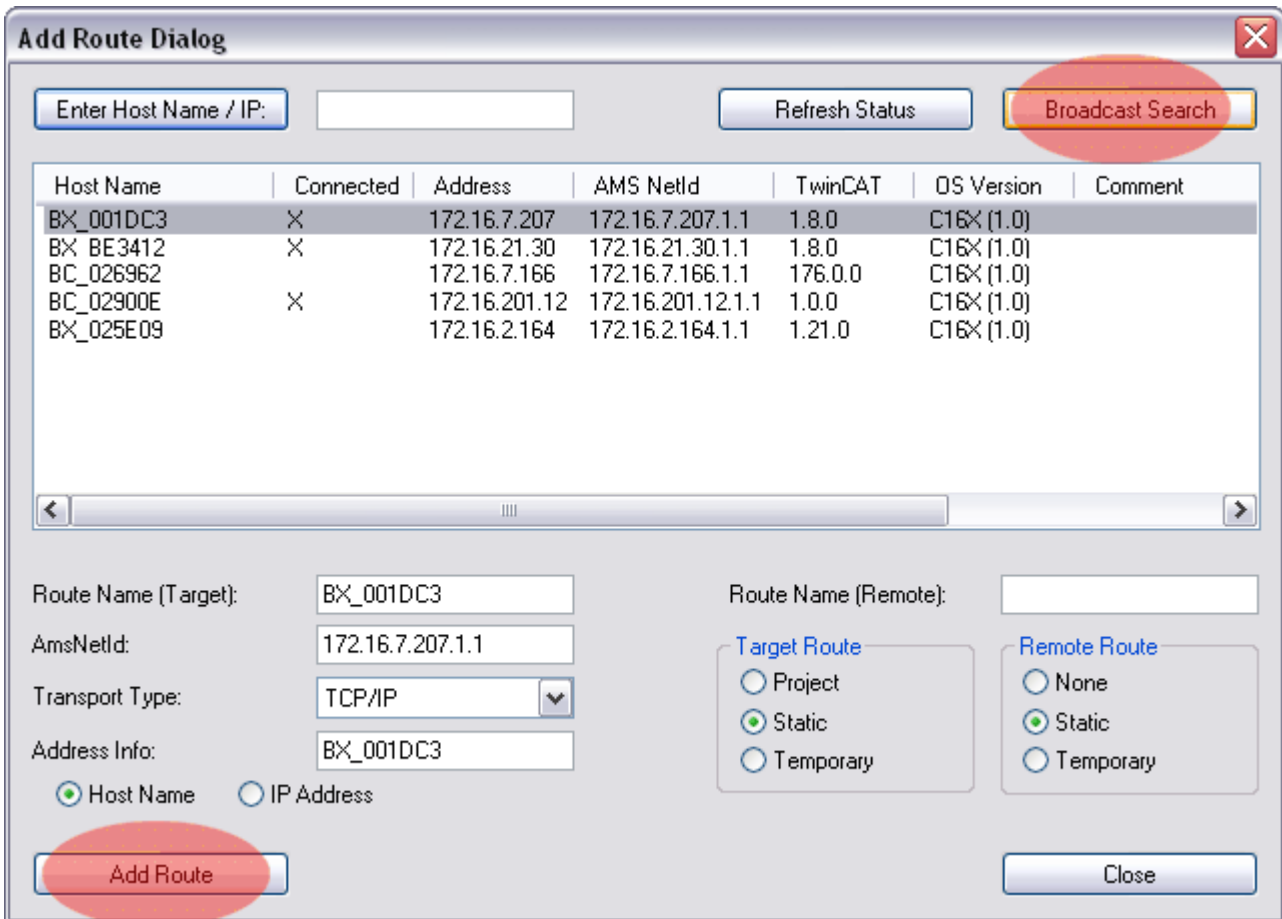 Add Route Dialog
Enter Host Name / IP: Refresh Status Broadcast Search
Host Name Connected Address AMS NetId TwinCAT OS Version Comment
BX_001DC3 X 172.16.7.207 172.16.7.207.1.1 1.8.0 C16X (1.0)
BX_BE3412 X 172.16.21.30 172.16.21.30.1.1 1.8.0 C16X (1.0)
BC_026962 172.16.7.166 172.16.7.166.1.1 176.0.0 C16X (1.0)
BC_02900E X 172.16.201.12 172.16.201.12.1.1 1.0.0 C16X (1.0)
BX_025E09 172.16.2.164 172.16.2.164.1.1 1.21.0 C16X (1.0)
Route Name (Target): BX_001DC3 Route Name (Remote):
AmsNetId: 172.16.7.207.1.1 Target Route Remote Route
Project None
Transport Type: TCP/IP
Static Static
Address Info: BX_001DC3
Temporary Temporary
Host Name IP Address
Add Route Close